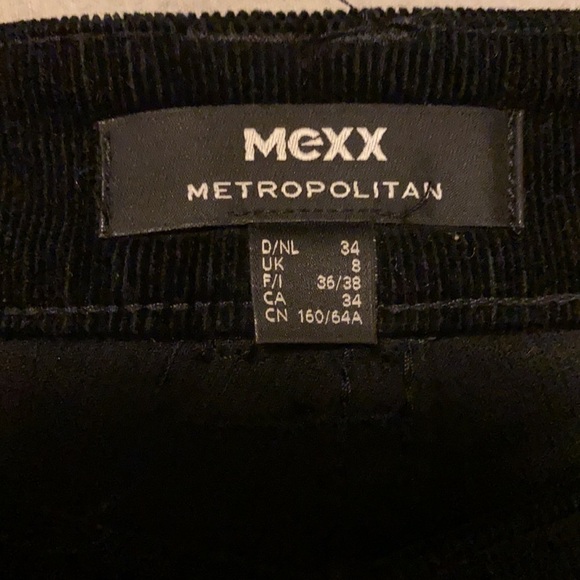 MeXX
METROPOLITAN
D/NL 34
UK 8
F/I 36/38
CA 34
CN 160/64A